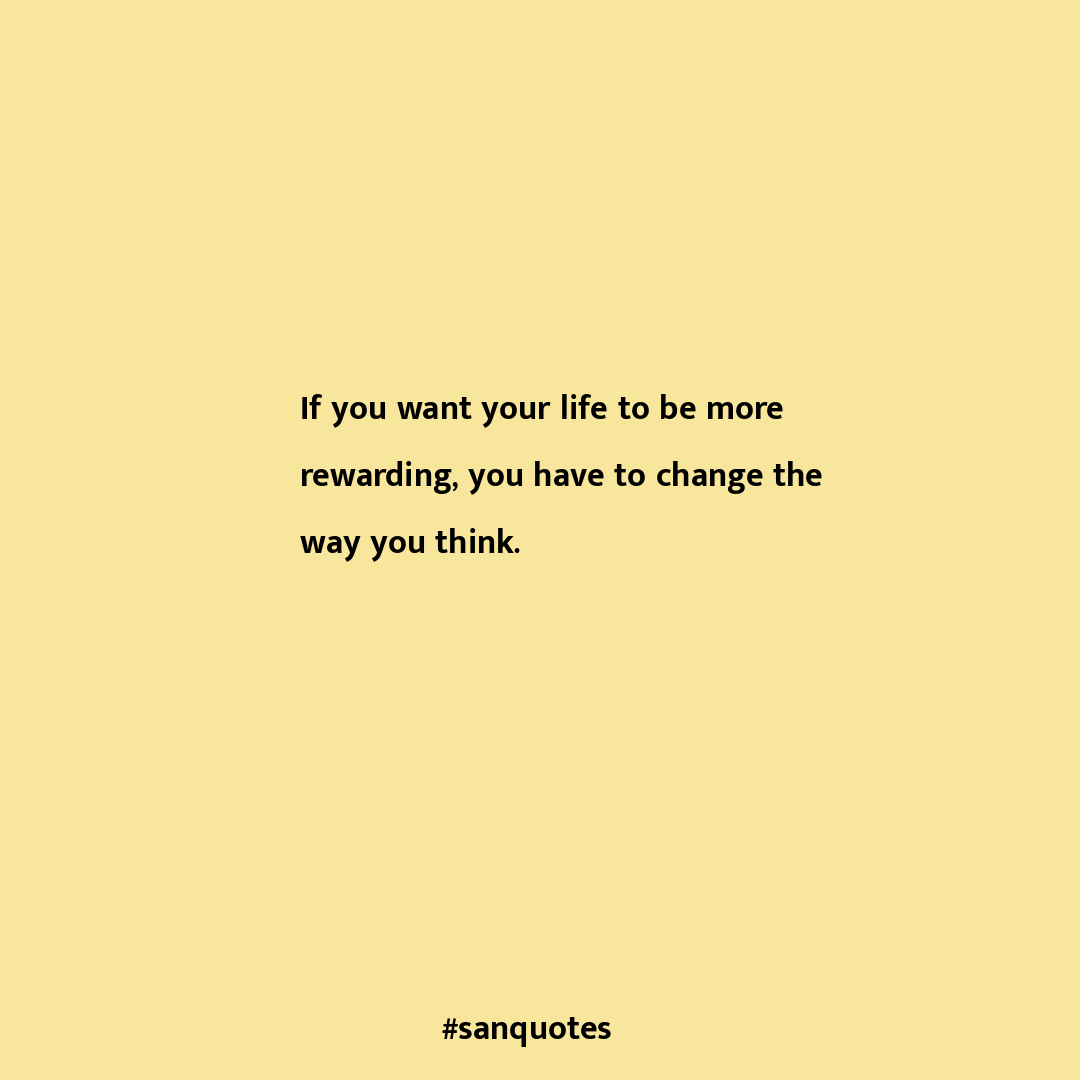 If you want your life to be more
rewarding, you have to change the
way you think.
#sanquotes